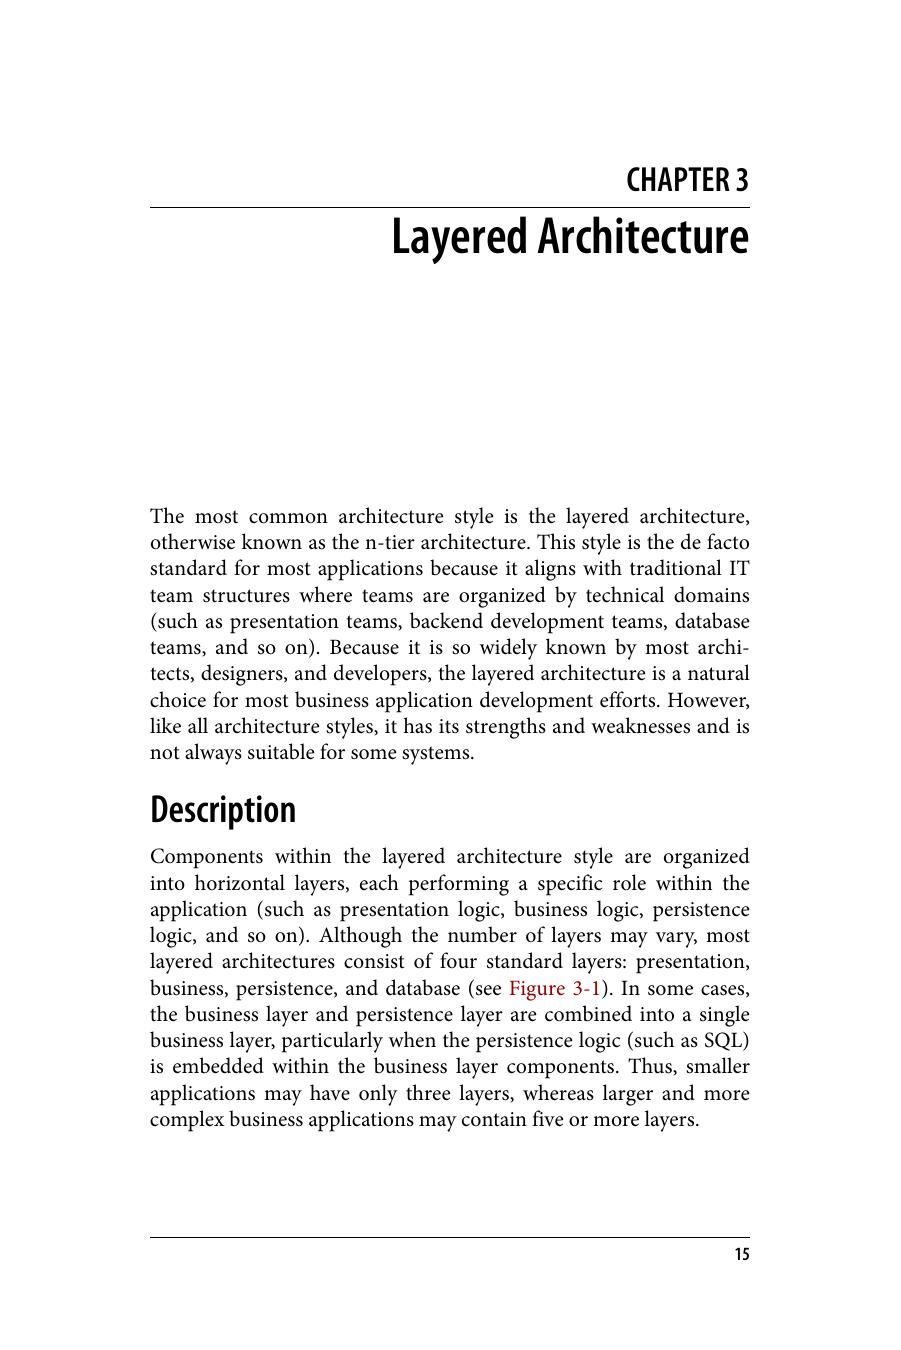 CHAPTER 3
Layered Architecture
The most common architecture style is the layered architecture,
otherwise known as the n-tier architecture. This style is the de facto
standard for most applications because it aligns with traditional IT
team structures where teams are organized by technical domains
(such as presentation teams, backend development teams, database
teams, and so on). Because it is so widely known by most archi-
tects, designers, and developers, the layered architecture is a natural
choice for most business application development efforts. However,
like all architecture styles, it has its strengths and weaknesses and is
not always suitable for some systems.
Description
Components within the layered architecture style are organized
into horizontal layers, each performing a specific role within the
application (such as presentation logic, business logic, persistence
logic, and so on). Although the number of layers may vary, most
layered architectures consist of four standard layers: presentation,
business, persistence, and database (see Figure 3-1). In some cases,
the business layer and persistence layer are combined into a single
business layer, particularly when the persistence logic (such as SQL)
is embedded within the business layer components. Thus, smaller
applications may have only three layers, whereas larger and more
complex business applications may contain five or more layers.
15